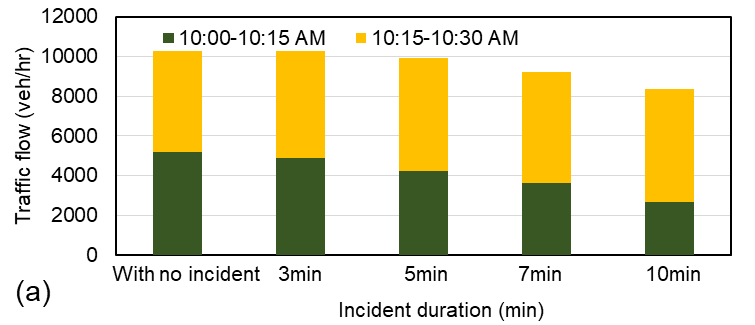 12000
10:00-10:15 AM 10:15-10:30 AM
10000
8000
6000
4000
2000
0
Traffic flow (veh/hr)
With no incident 3min 5min 7min 10min
Incident duration (min)
(a)